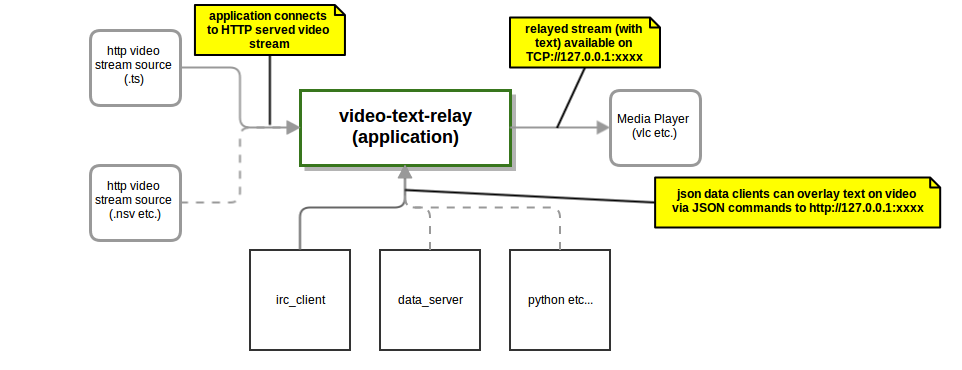 application connects
to HTTP served video
stream
relayed stream (with
text) available on
TCP://127.0.0.1:xxxx
http video
stream source
(.ts)
video-text-relay
(application)
Media Player
(vlc etc.)
http video
stream source
(.nsv etc.)
json data clients can overlay text on video
via JSON commands to http://127.0.0.1:xxxx
irc_client
data_server
python etc...